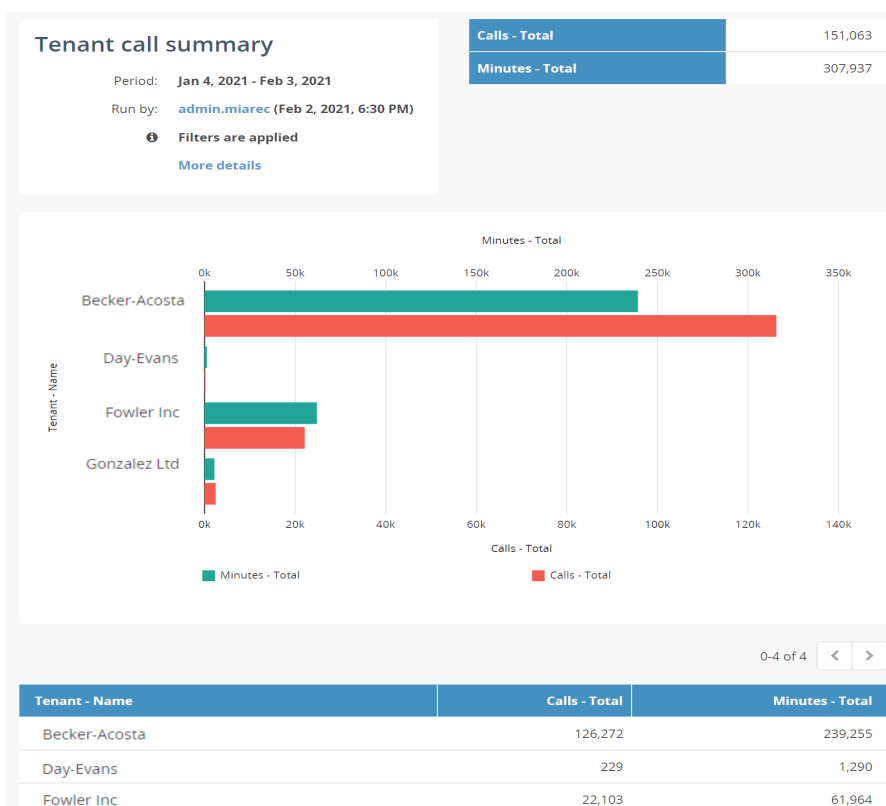 Tenant call summary
Period: Jan 4, 2021 - Feb 3, 2021
Run by: admin.miarec (Feb 2, 2021, 6:30 PM)
Filters are applied
More details
Calls - Total 151,063
Minutes - Total 307,937
Minutes - Total
0k 50k 100k 150k 200k 250k 300k 350k
Tenant - Name
Becker-Acosta
Day-Evans
Fowler Inc
Gonzalez Ltd
0k 20k 40k 60k 80k 100k 120k 140k
Calls - Total
Minutes - Total Calls - Total
0-4 of 4
Tenant - Name Calls - Total Minutes - Total
Becker-Acosta 126,272 239,255
Day-Evans 229 1,290
Fowler Inc 22,103 61,964